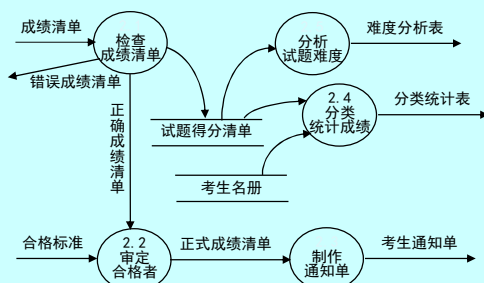 成绩清单
检查
成绩清单
分析
试题难度
难度分析表
错误成绩清单
正确成绩清单
试题得分清单
2.4
分类
统计成绩
分类统计表
考生名册
合格标准
2.2
审定
合格者
正式成绩清单
制作
通知单
考生通知单